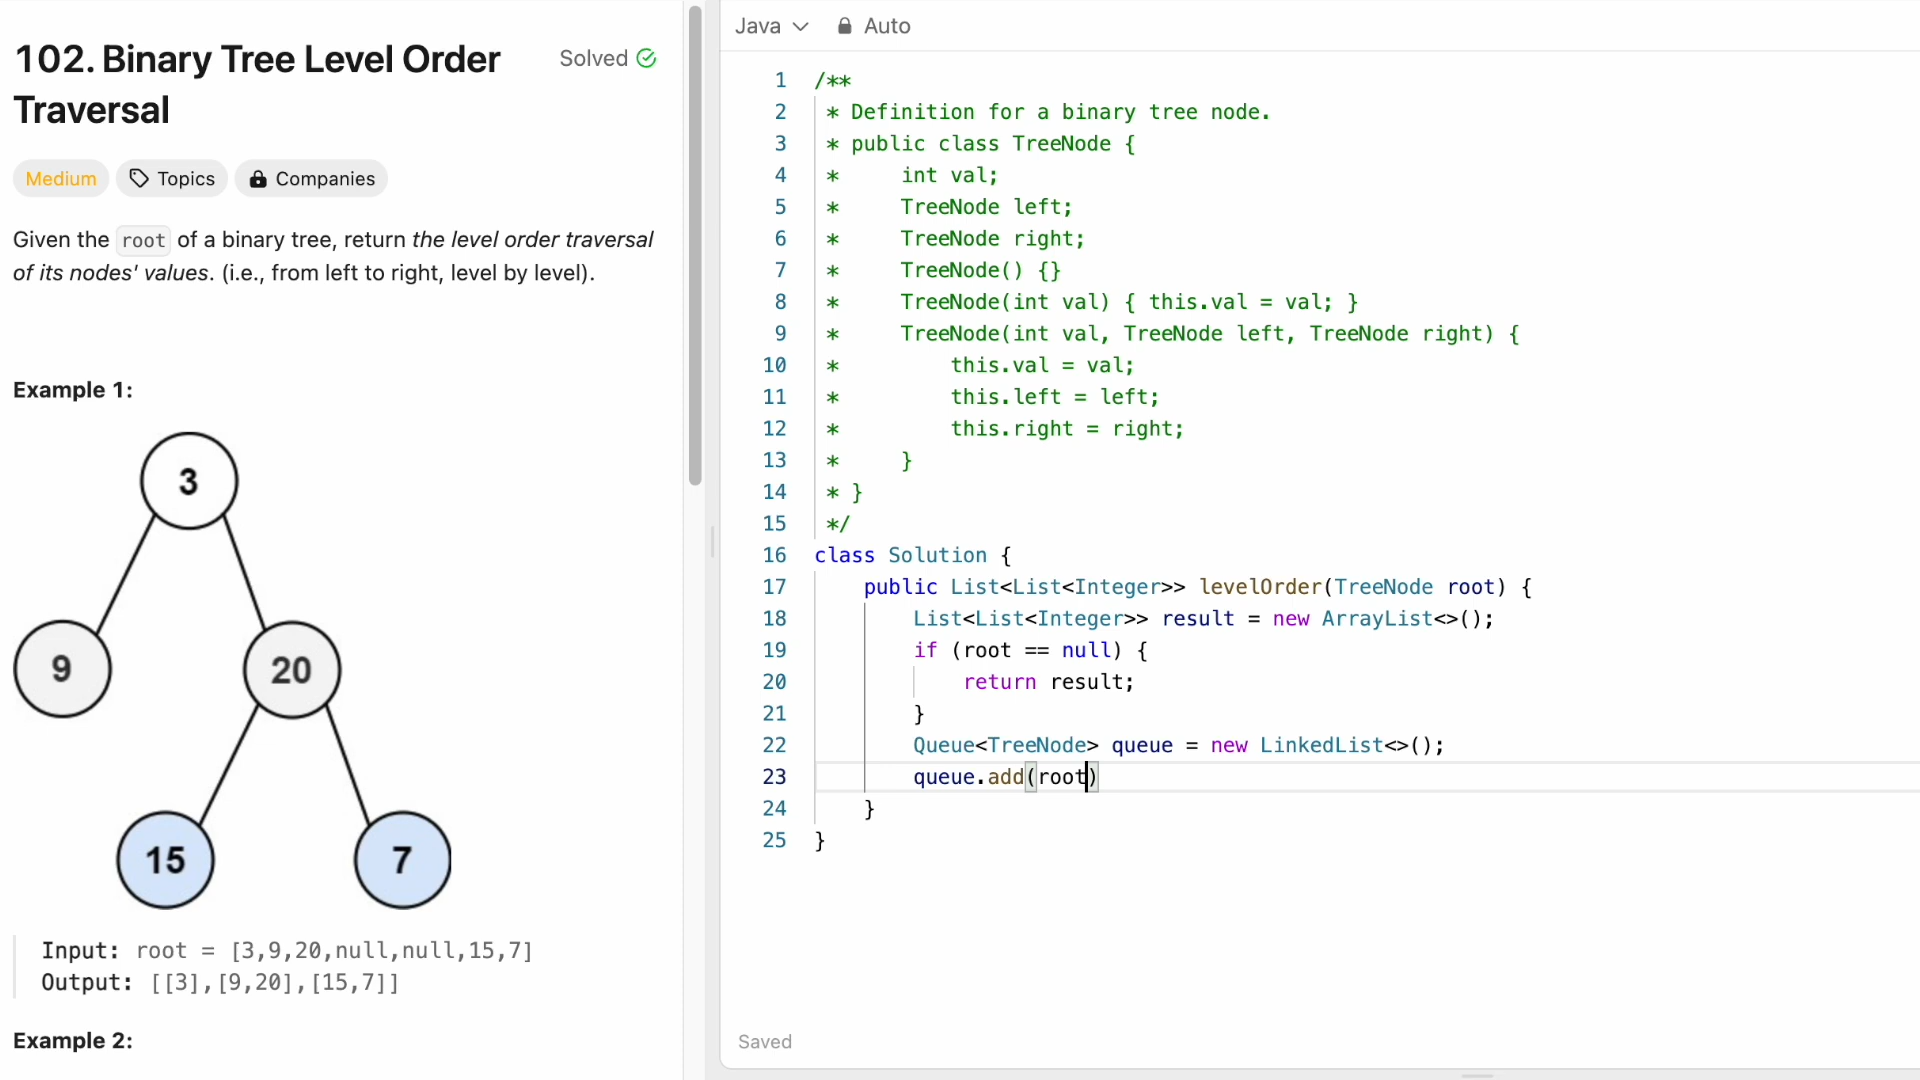 102. Binary Tree Level Order
Traversal
Solved
Medium
Topics
Companies
Given the root of a binary tree, return the level order traversal
of its nodes' values. (i.e., from left to right, level by level).
Example 1:
3
9
20
15
7
Input: root = [3,9,20,null,null,15,7]
Output: [[3],[9,20],[15,7]]
Example 2:
Java
Auto
1 /**
2 * Definition for a binary tree node.
3 * public class TreeNode {
4 * int val;
5 * TreeNode left;
6 * TreeNode right;
7 * TreeNode() {}
8 * TreeNode(int val) { this.val = val; }
9 * TreeNode(int val, TreeNode left, TreeNode right) {
10 * this.val = val;
11 * this.left = left;
12 * this.right = right;
13 * }
14 * }
15 */
16 class Solution {
17 public List<List<Integer>> levelOrder(TreeNode root) {
18 List<List<Integer>> result = new ArrayList<>();
19 if (root == null) {
20 return result;
21 }
22 Queue<TreeNode> queue = new LinkedList<>();
23 queue.add(root)
24 }
25 }
Saved